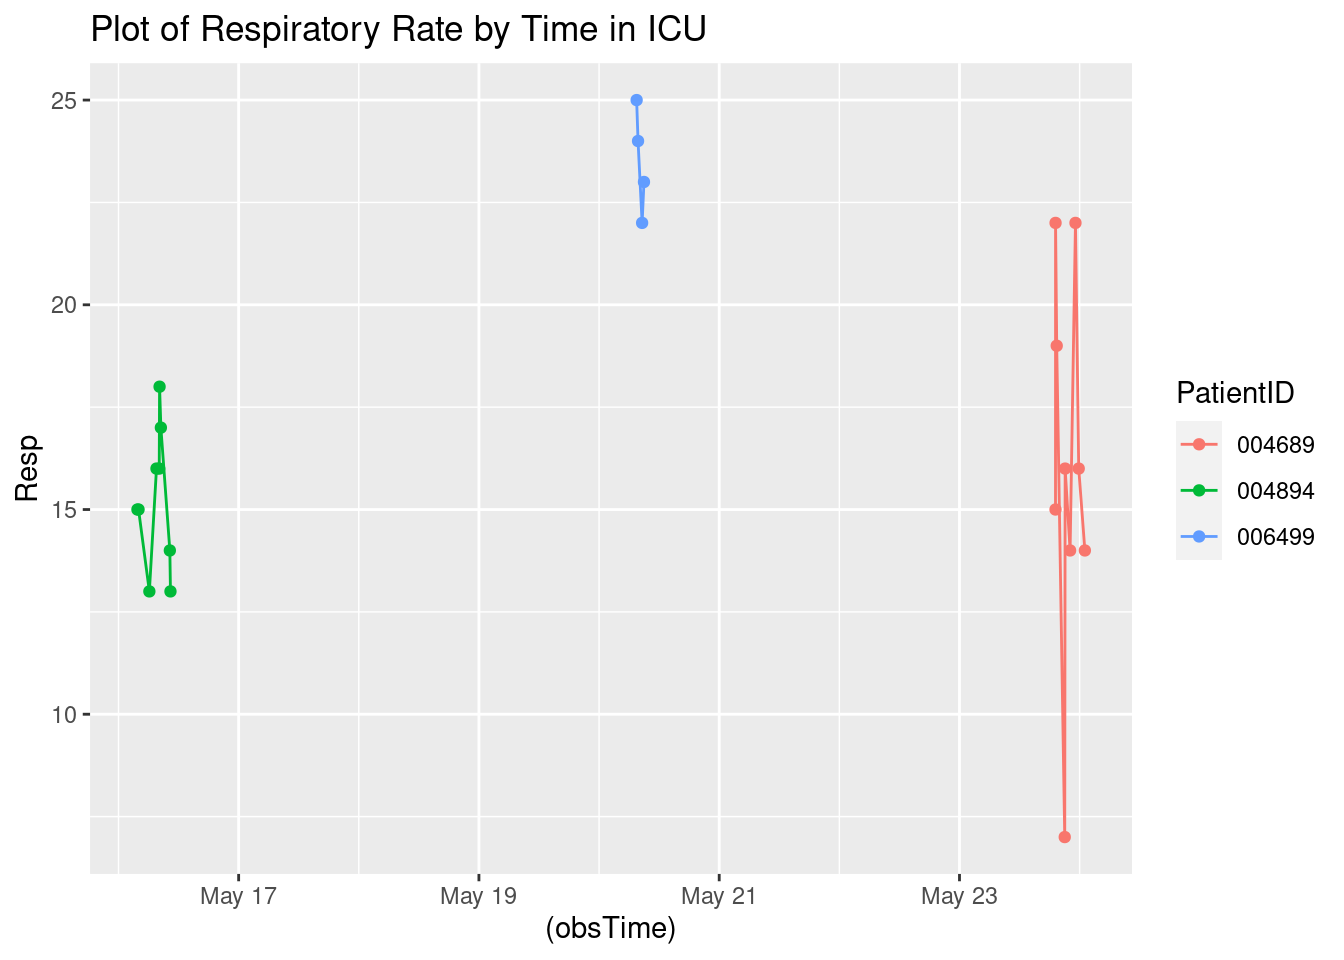 Plot of Respiratory Rate by Time in ICU
25
20
15
10
Resp
May 17
May 19
May 21
May 23
(obsTime)
PatientID
004689
004894
006499